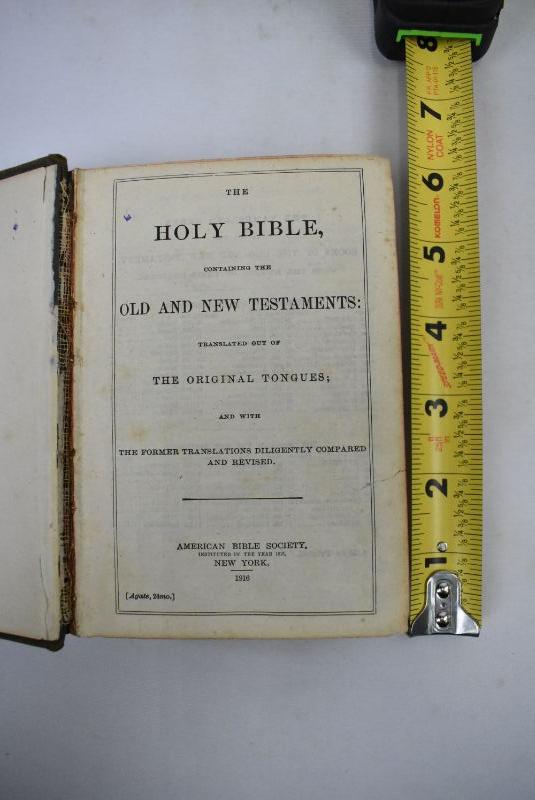 THE
HOLY BIBLE,
CONTAINING THE
OLD AND NEW TESTAMENTS:
TRANSLATED OUT OF
THE ORIGINAL TONGUES;
AND WITH
THE FORMER TRANSLATIONS DILIGENTLY COMPARED
AND REVISED.
AMERICAN BIBLE SOCIETY,
INSTITUTED IN THE YEAR
NEW YORK,
1916
[Agate, 24mo.]
8
7
NYLON
COAT
6
KOMELON
5
4
3
2
1